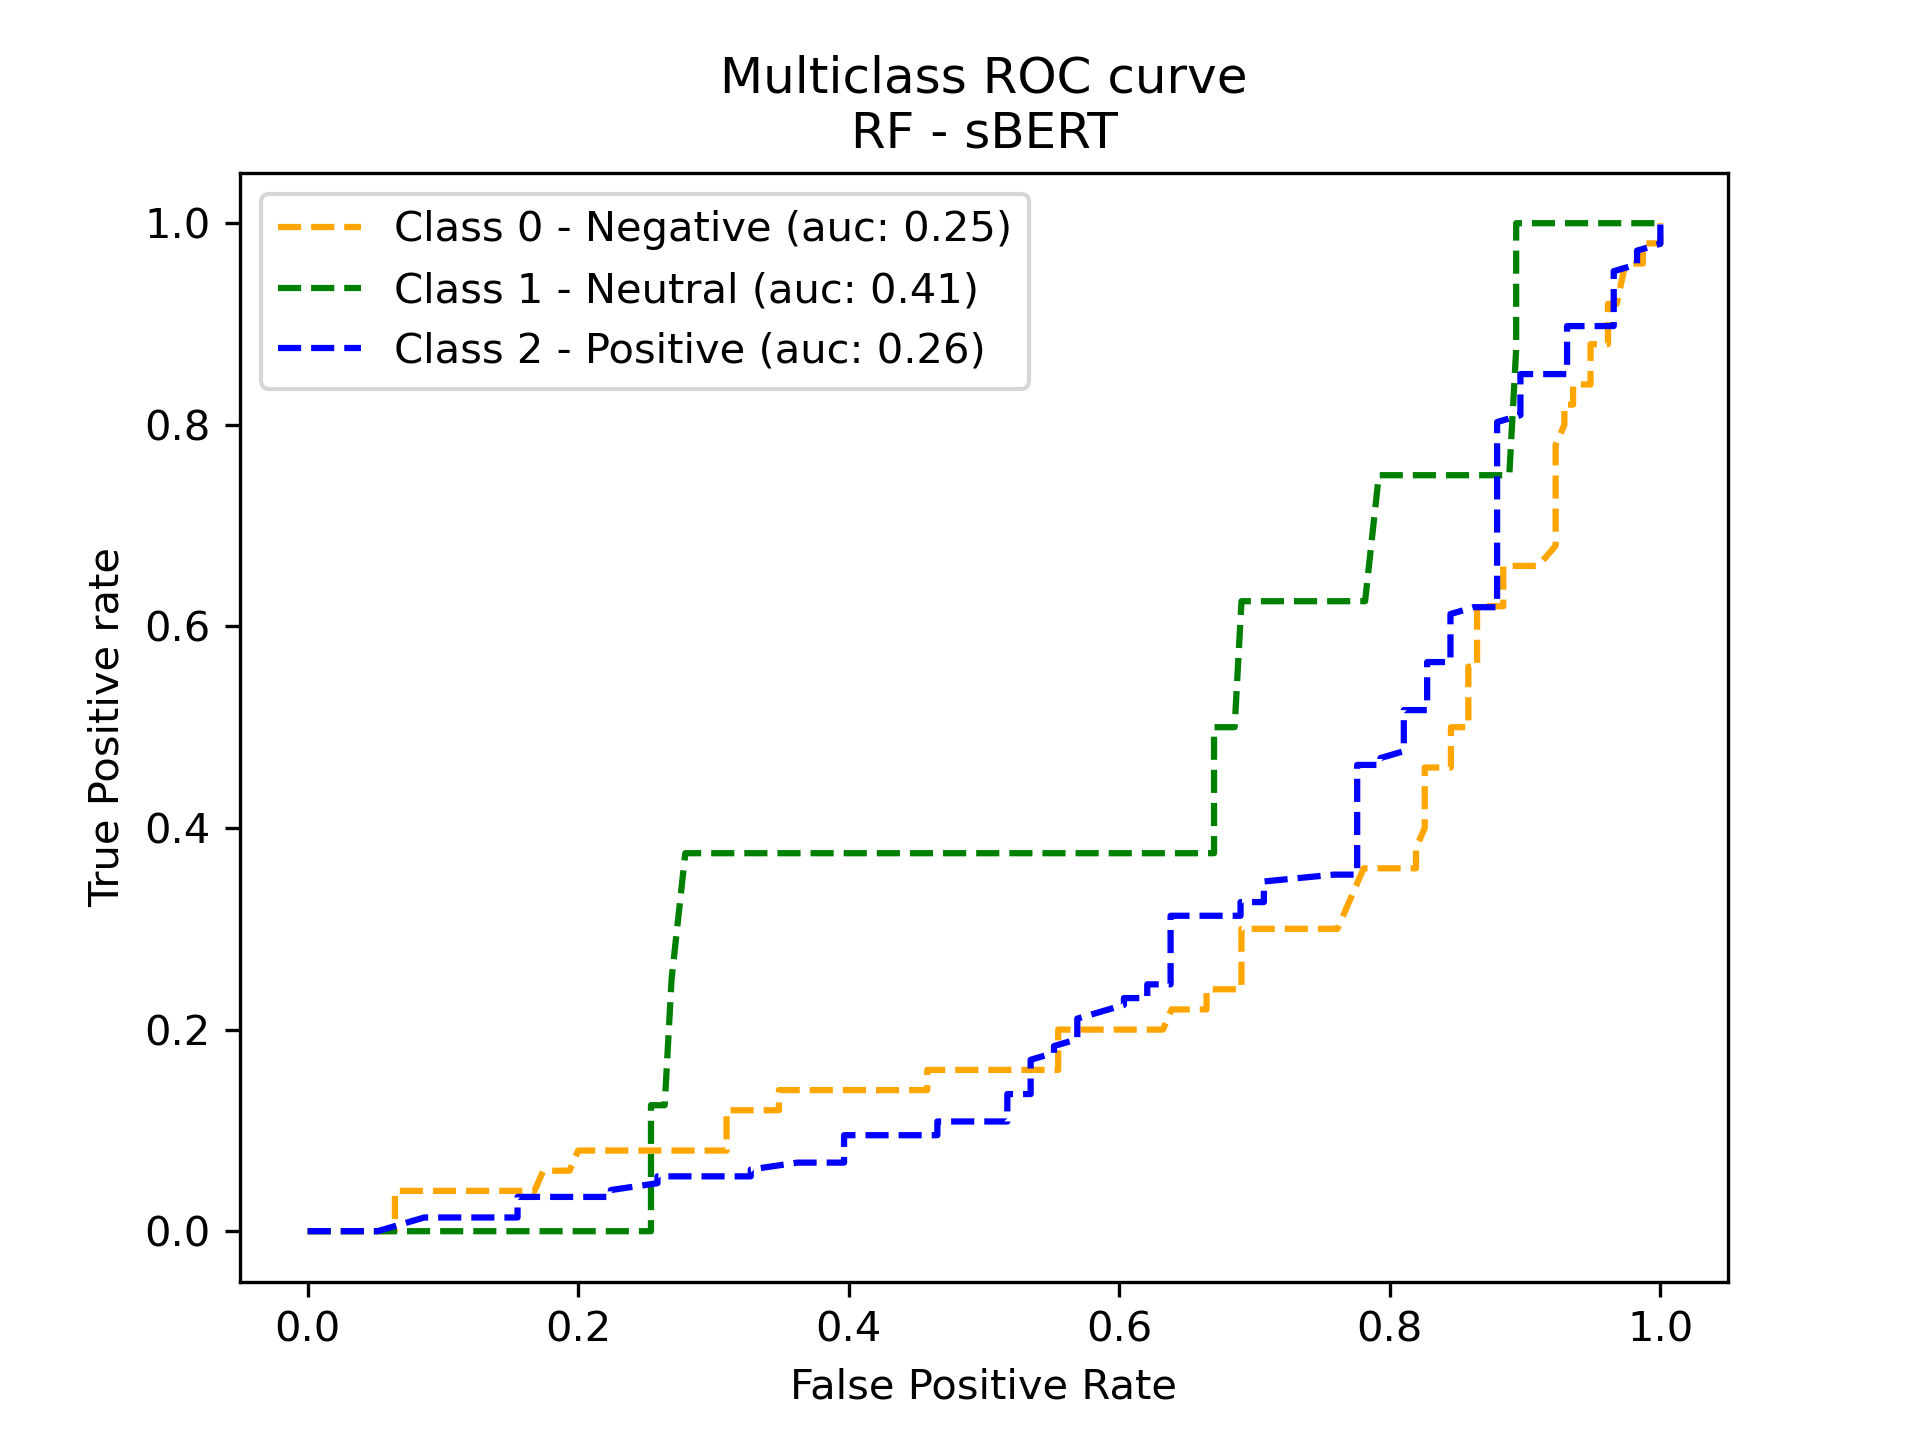 Multiclass ROC curve
RF - sBERT
Class 0 - Negative (auc: 0.25)
Class 1 - Neutral (auc: 0.41)
Class 2 - Positive (auc: 0.26)
True Positive rate
1.0
0.8
0.6
0.4
0.2
0.0
0.0 0.2 0.4 0.6 0.8 1.0
False Positive Rate